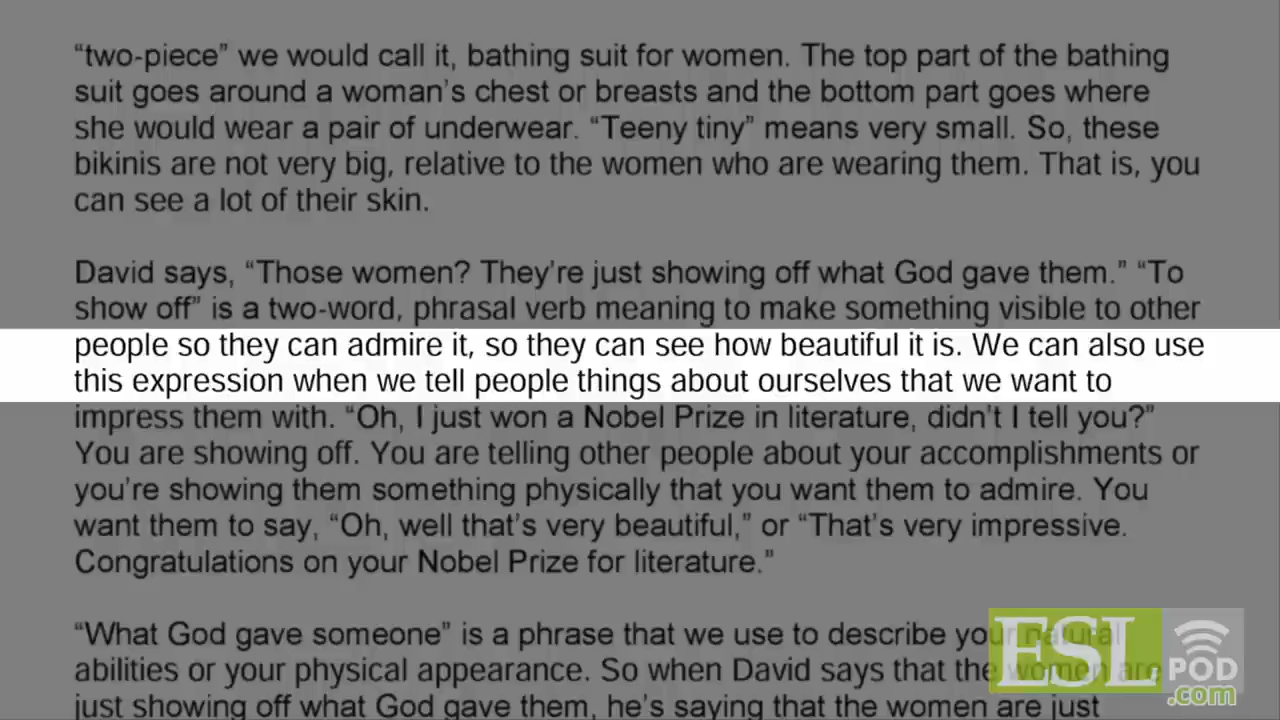 “two-piece” we would call it, bathing suit for women. The top part of the bathing
suit goes around a woman’s chest or breasts and the bottom part goes where
she would wear a pair of underwear. “Teeny tiny” means very small. So, these
bikinis are not very big, relative to the women who are wearing them. That is, you
can see a lot of their skin.
David says, “Those women? They’re just showing off what God gave them.” “To
show off” is a two-word, phrasal verb meaning to make something visible to other
people so they can admire it, so they can see how beautiful it is. We can also use
this expression when we tell people things about ourselves that we want to
impress them with. “Oh, I just won a Nobel Prize in literature, didn’t I tell you?”
You are showing off. You are telling other people about your accomplishments or
you’re showing them something physically that you want them to admire. You
want them to say, “Oh, well that’s very beautiful,” or “That’s very impressive.
Congratulations on your Nobel Prize for literature.”
“What God gave someone” is a phrase that we use to describe your natural
abilities or your physical appearance. So when David says that the women are
just showing off what God gave them, he’s saying that the women are just
ESL
POD
.com